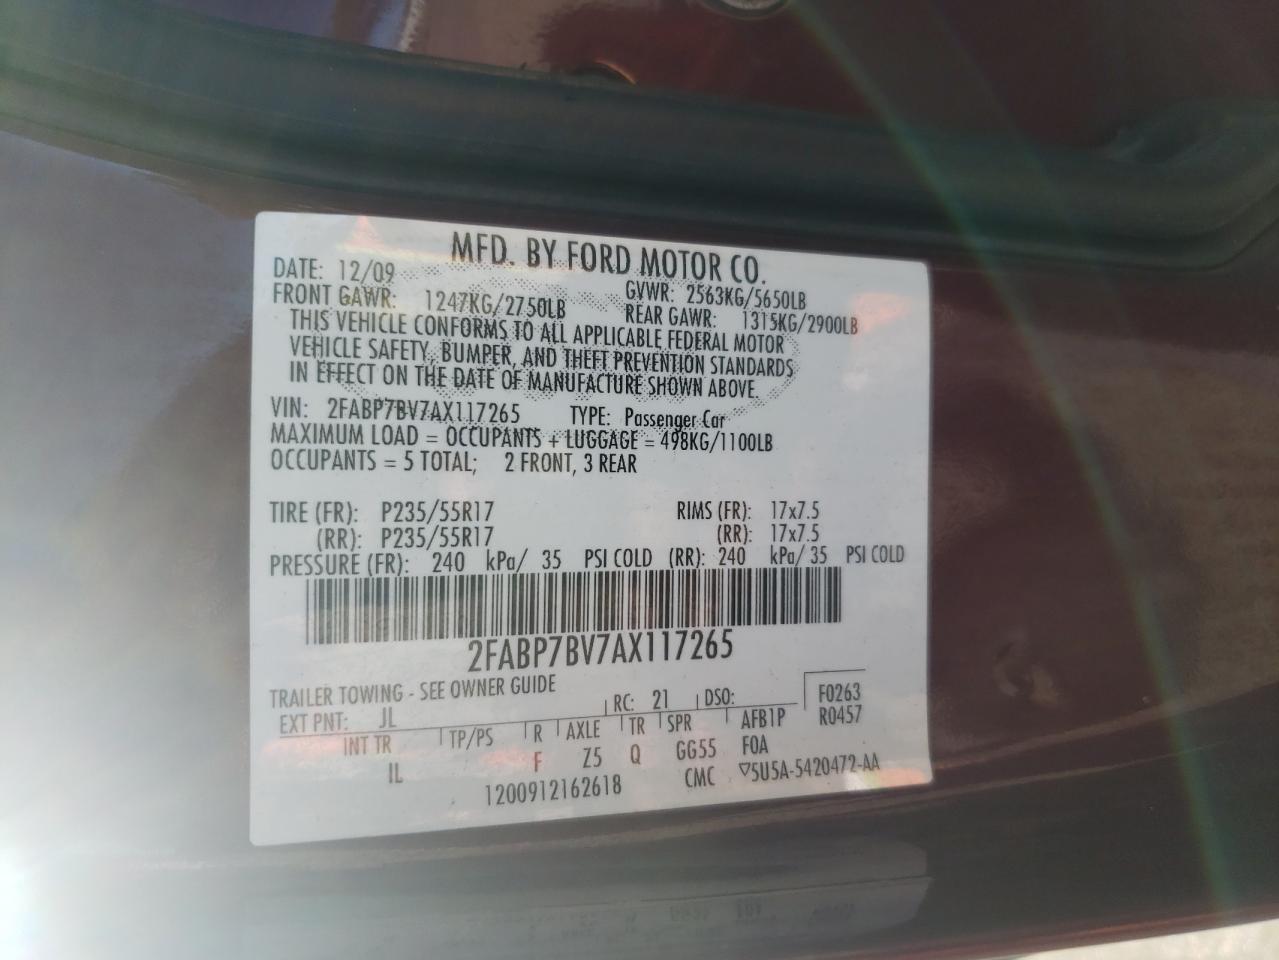 MFD. BY FORD MOTOR CO.
DATE: 12/09 GVWR: 2563KG/5650LB
FRONT GAWR: 1247KG/2750LB REAR GAWR: 1315KG/2900LB
THIS VEHICLE CONFORMS TO ALL APPLICABLE FEDERAL MOTOR
VEHICLE SAFETY, BUMPER, AND THEFT PREVENTION STANDARDS
IN EFFECT ON THE DATE OF MANUFACTURE SHOWN ABOVE.
VIN: 2FABP7BV7AX117265 TYPE: Passenger Car
MAXIMUM LOAD = OCCUPANTS + LUGGAGE = 498KG/1100LB
OCCUPANTS = 5 TOTAL; 2 FRONT, 3 REAR
TIRE (FR): P235/55R17 RIMS (FR): 17x7.5
(RR): P235/55R17 (RR): 17x7.5
PRESSURE (FR): 240 kPa/ 35 PSI COLD (RR): 240 kPa/ 35 PSI COLD
2FABP7BV7AX117265
TRAILER TOWING - SEE OWNER GUIDE
EXT PNT: JL RC: 21 DSO: F0263
R0457
INT TR TP/PS R AXLE TR SPR AFB1P
IL F Z5 Q GG55 FOA
1200912162618 CMC ▽5U5A-5420472-AA